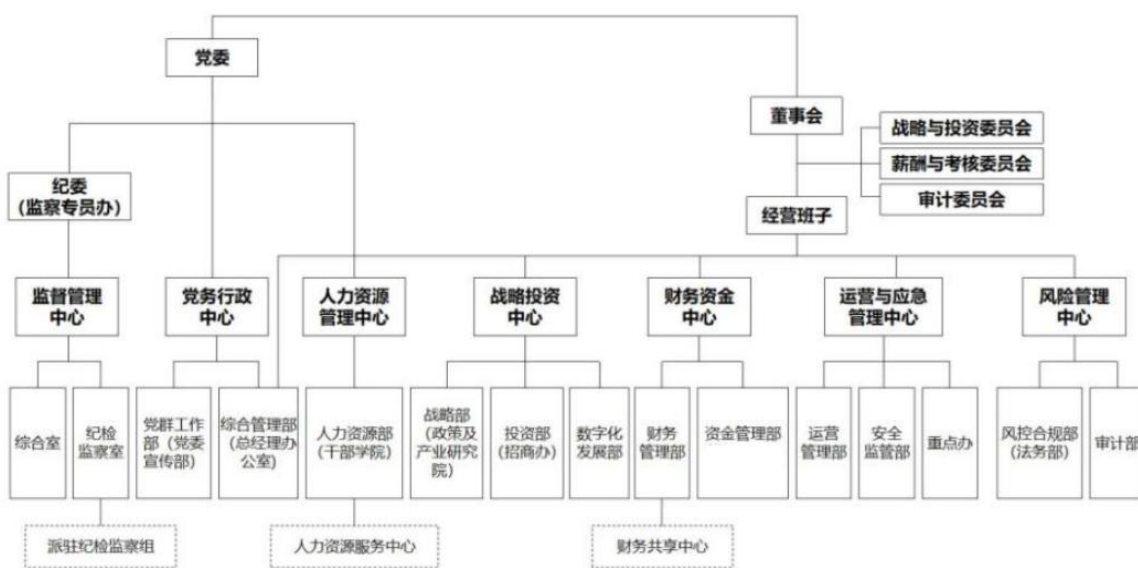 党委
董事会
战略与投资委员会
薪酬与考核委员会
审计委员会
纪委
（监察专员办）
经营班子
监督管理
中心
党务行政
中心
人力资源
管理中心
战略投资
中心
财务资金
中心
运营与应急
管理中心
风险管理
中心
综合室
纪检
监察室
党群工作
部（党委
宣传部）
综合管理部
（总经理办
公室）
人力资源部
（干部学院）
战略部
（政策及
产业研究
院）
投资部
（招商办）
数字化
发展部
财务
管理部
资金管理部
运营
管理部
安全
监管部
重点办
风控合规部
（法务部）
审计部
派驻纪检监察组
人力资源服务中心
财务共享中心